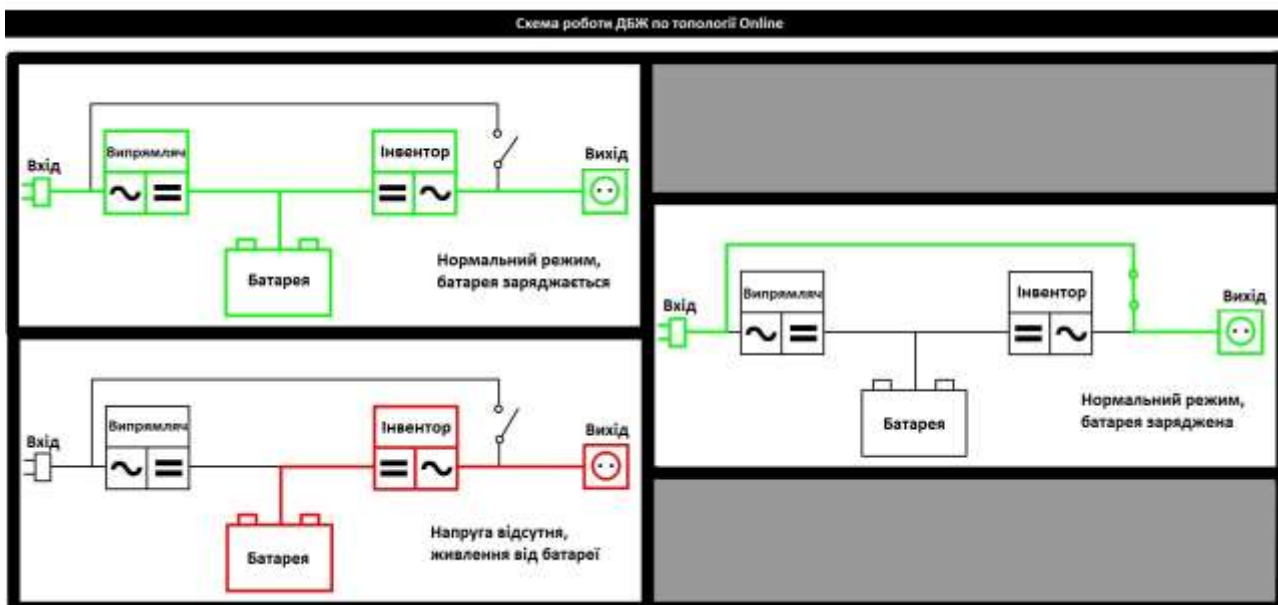 Схема роботи ДБЖ по топології Online
Вхід
Випрямляч
Інвентор
Вихід
Батарея
Нормальний режим,
батарея заряджається
Вхід
Випрямляч
Інвентор
Вихід
Батарея
Напруга відсутня,
живлення від батареї
Вхід
Випрямляч
Інвентор
Вихід
Батарея
Нормальний режим,
батарея заряджена